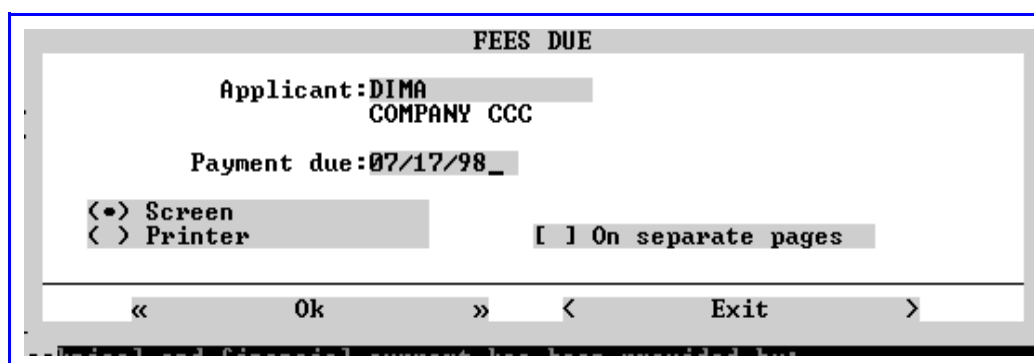 FEES DUE
Applicant:DIMA
COMPANY CCC
Payment due:07/17/98_
(•) Screen
( ) Printer [ ] On separate pages
« Ok » < Exit >
and financial support has been provided by: